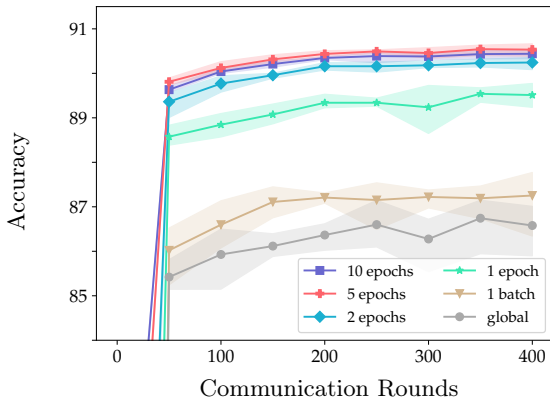 91
89
87
85
Accuracy
10 epochs
5 epochs
2 epochs
1 epoch
1 batch
global
0
100
200
300
400
Communication Rounds